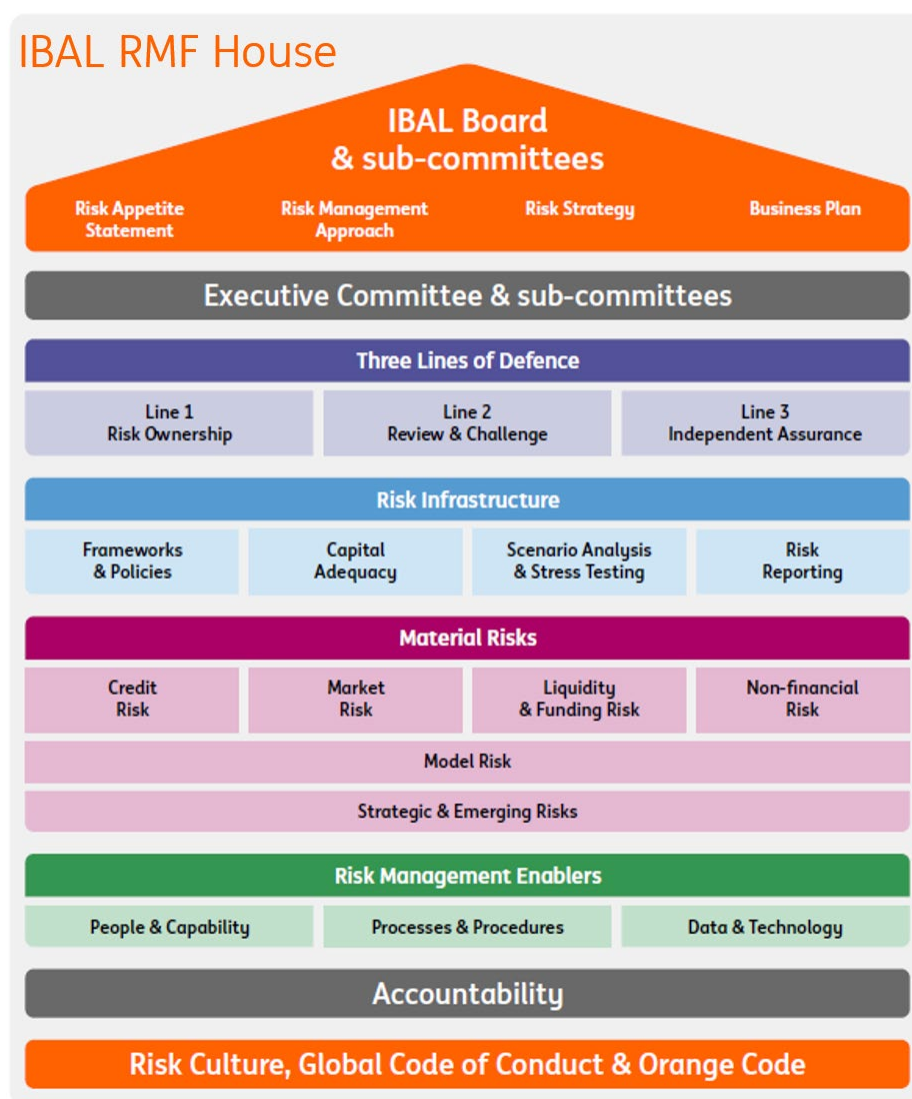 IBAL RMF House
IBAL Board
& sub-committees
Risk Appetite
Statement
Risk Management
Approach
Risk Strategy
Business Plan
Executive Committee & sub-committees
Three Lines of Defence
Line 1
Risk Ownership
Line 2
Review & Challenge
Line 3
Independent Assurance
Risk Infrastructure
Frameworks
& Policies
Capital
Adequacy
Scenario Analysis
& Stress Testing
Risk
Reporting
Material Risks
Credit
Risk
Market
Risk
Liquidity
& Funding Risk
Non-financial
Risk
Model Risk
Strategic & Emerging Risks
Risk Management Enablers
People & Capability
Processes & Procedures
Data & Technology
Accountability
Risk Culture, Global Code of Conduct & Orange Code